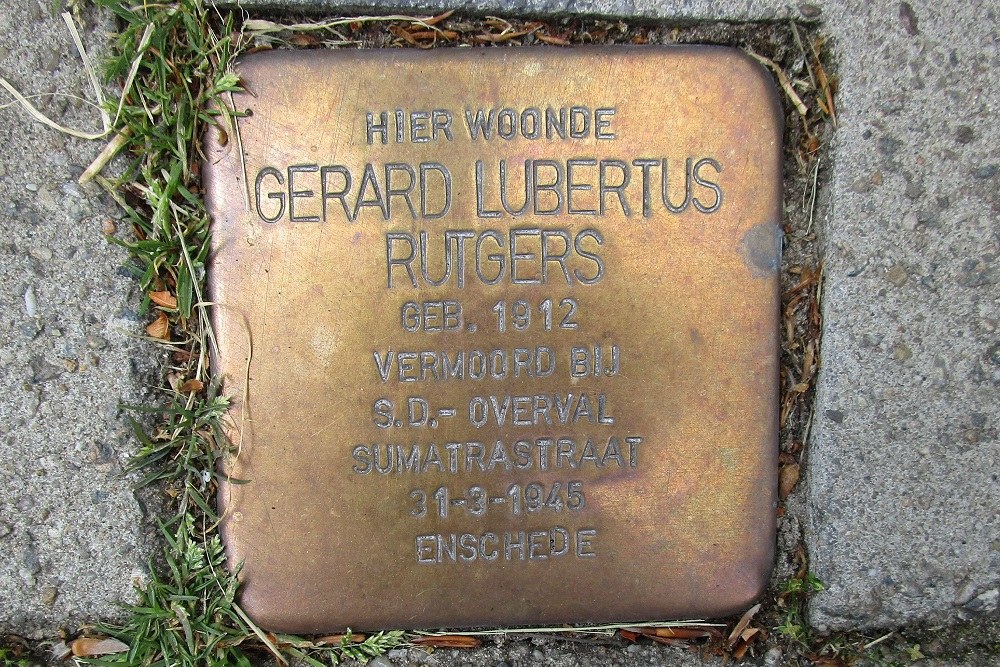 HIER WOONDE
GERARD LUBERTUS
RUTGERS
GEB. 1912
VERMOORD BIJ
S.D.- OVERVAL
SUMATRASTRAAT
31-3-1945
ENSCHEDE